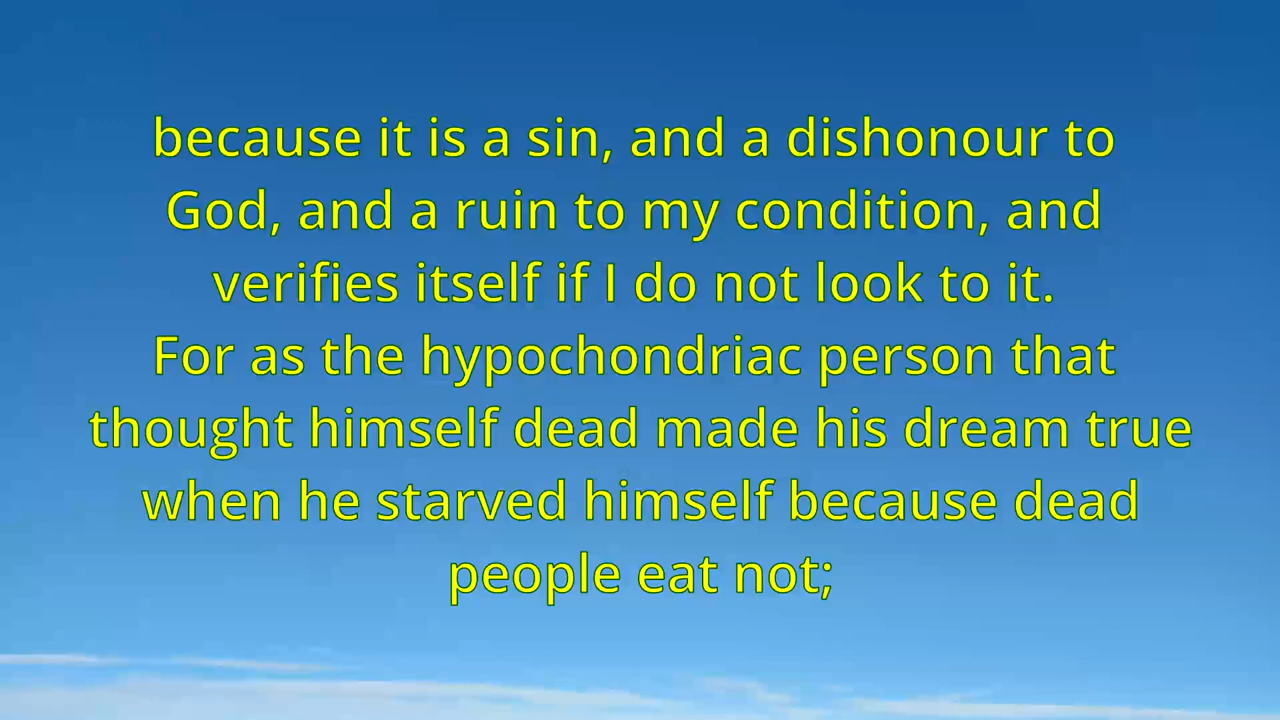 because it is a sin, and a dishonour to
God, and a ruin to my condition, and
verifies itself if I do not look to it.
For as the hypochondriac person that
thought himself dead made his dream true
when he starved himself because dead
people eat not;